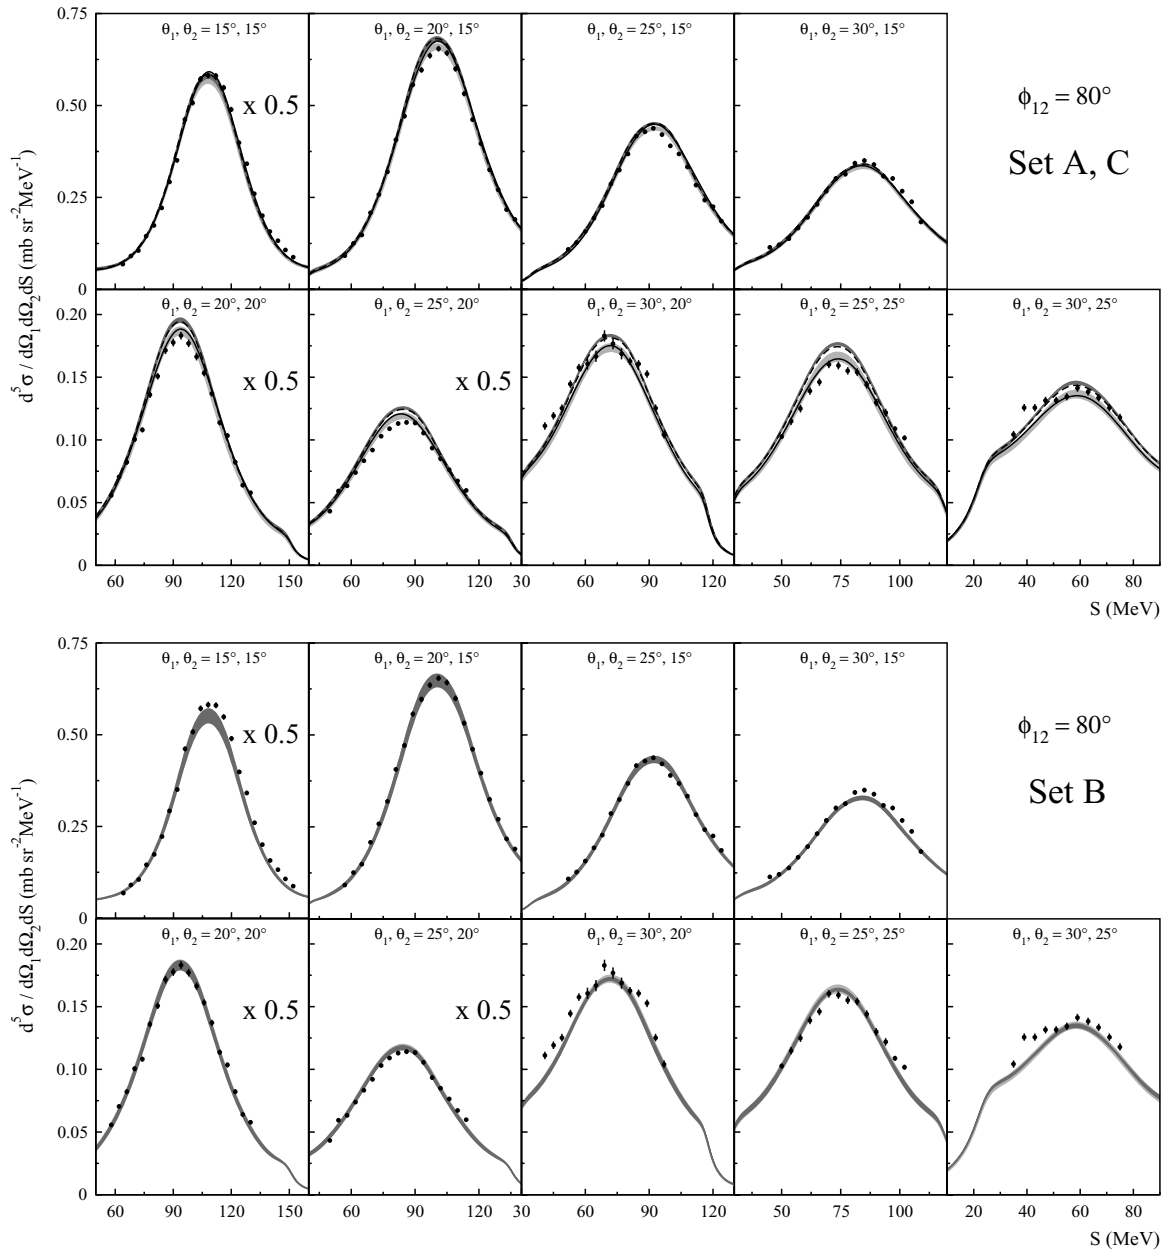 0.75
0.50
0.25
0
θ₁, θ₂ = 15°, 15°
x 0.5
θ₁, θ₂ = 20°, 15°
θ₁, θ₂ = 25°, 15°
θ₁, θ₂ = 30°, 15°
ϕ₁₂ = 80°
Set A, C
d⁵σ / dΩ₁dΩ₂dS (mb sr⁻²MeV⁻¹)
0.20
0.15
0.10
0.05
0
θ₁, θ₂ = 20°, 20°
x 0.5
θ₁, θ₂ = 25°, 20°
x 0.5
θ₁, θ₂ = 30°, 20°
θ₁, θ₂ = 25°, 25°
θ₁, θ₂ = 30°, 25°
60 90 120 150
60 90 120
30 60 90 120
50 75 100
20 40 60 80
S (MeV)
0.75
0.50
0.25
0
θ₁, θ₂ = 15°, 15°
x 0.5
θ₁, θ₂ = 20°, 15°
θ₁, θ₂ = 25°, 15°
θ₁, θ₂ = 30°, 15°
ϕ₁₂ = 80°
Set B
d⁵σ / dΩ₁dΩ₂dS (mb sr⁻²MeV⁻¹)
0.20
0.15
0.10
0.05
0
θ₁, θ₂ = 20°, 20°
x 0.5
θ₁, θ₂ = 25°, 20°
x 0.5
θ₁, θ₂ = 30°, 20°
θ₁, θ₂ = 25°, 25°
θ₁, θ₂ = 30°, 25°
60 90 120 150
60 90 120
30 60 90 120
50 75 100
20 40 60 80
S (MeV)